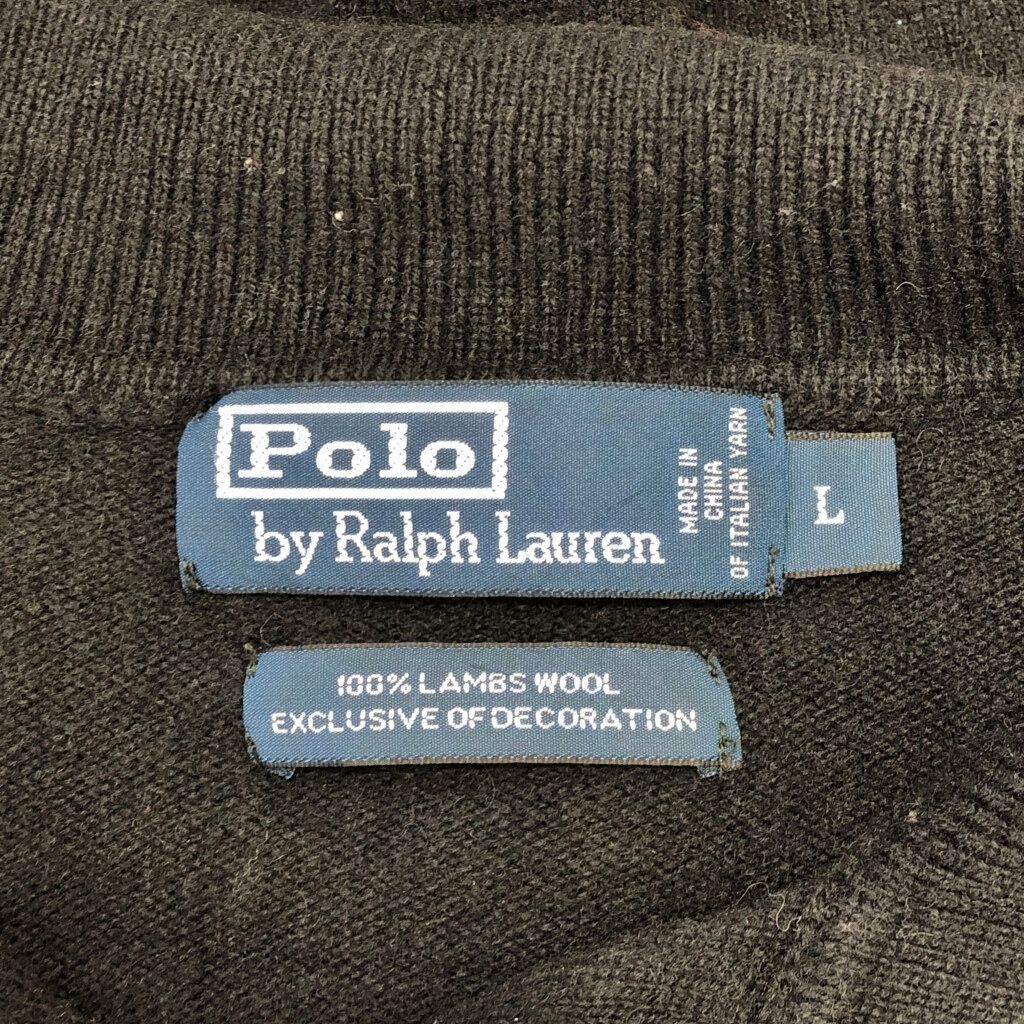 Polo
by Ralph Lauren
MADE IN
CHINA
OF ITALIAN YARN
L
100% LAMBS WOOL
EXCLUSIVE OF DECORATION